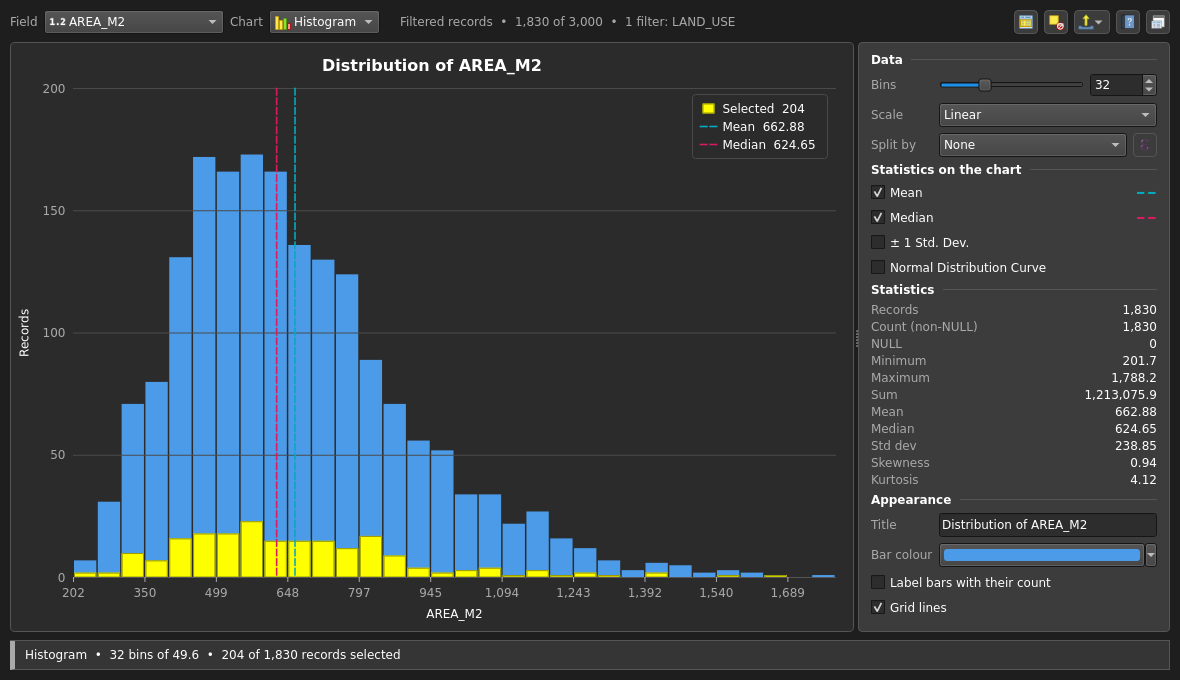 Field 1.2 AREA_M2 Chart Histogram Filtered records • 1,830 of 3,000 • 1 filter: LAND_USE
Distribution of AREA_M2
200
150
100
50
0
Records
Selected 204
Mean 662.88
Median 624.65
202 350 499 648 797 945 1,094 1,243 1,392 1,540 1,689
AREA_M2
Data
Bins 32
Scale Linear
Split by None
Statistics on the chart
Mean
Median
± 1 Std. Dev.
Normal Distribution Curve
Statistics
Records 1,830
Count (non-NULL) 1,830
NULL 0
Minimum 201.7
Maximum 1,788.2
Sum 1,213,075.9
Mean 662.88
Median 624.65
Std dev 238.85
Skewness 0.94
Kurtosis 4.12
Appearance
Title Distribution of AREA_M2
Bar colour
Label bars with their count
Grid lines
Histogram • 32 bins of 49.6 • 204 of 1,830 records selected